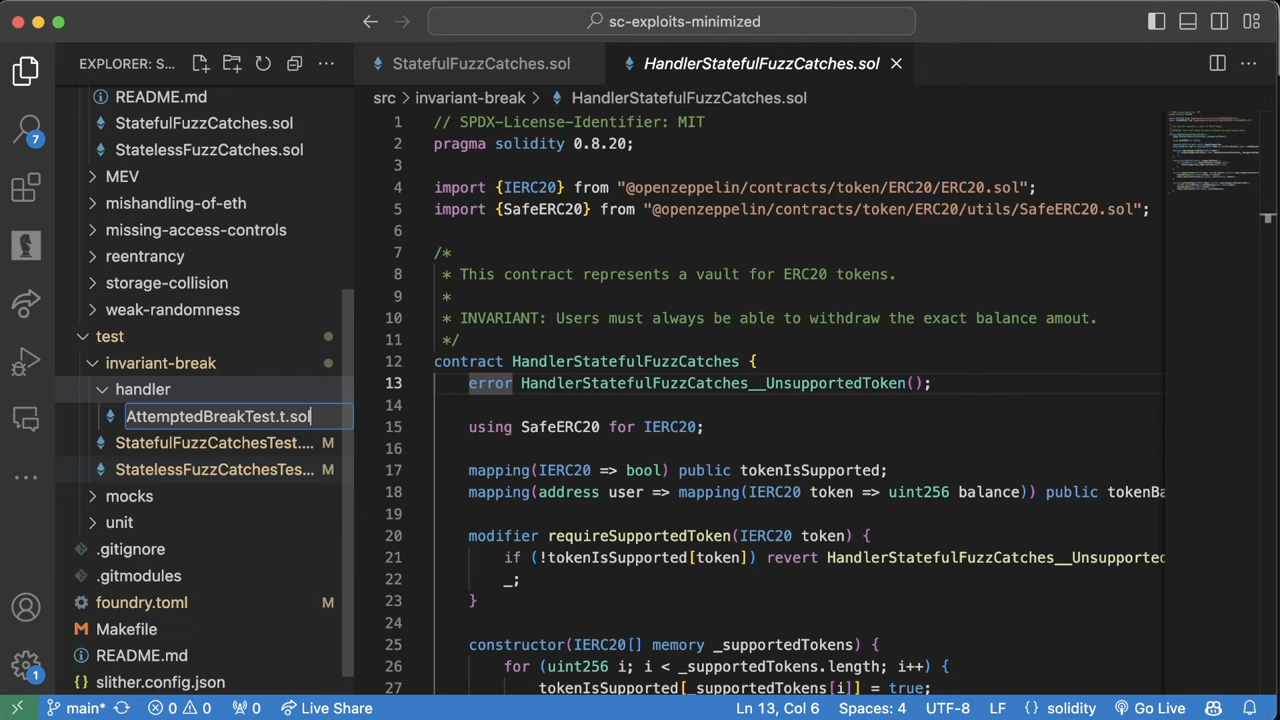 sc-exploits-minimized
EXPLORER: S...
StatefulFuzzCatches.sol
HandlerStatefulFuzzCatches.sol
src > invariant-break > HandlerStatefulFuzzCatches.sol
README.md
StatefulFuzzCatches.sol
StatelessFuzzCatches.sol
MEV
mishandling-of-eth
missing-access-controls
reentrancy
storage-collision
weak-randomness
test
invariant-break
handler
AttemptedBreakTest.t.sol
StatefulFuzzCatchesTest.... M
StatelessFuzzCatchesTes... M
mocks
unit
.gitignore
.gitmodules
foundry.toml M
Makefile
README.md
slither.config.json
7
1
1 // SPDX-License-Identifier: MIT
2 pragma solidity 0.8.20;
3
4 import {IERC20} from "@openzeppelin/contracts/token/ERC20/ERC20.sol";
5 import {SafeERC20} from "@openzeppelin/contracts/token/ERC20/utils/SafeERC20.sol";
6
7 /*
8 * This contract represents a vault for ERC20 tokens.
9 *
10 * INVARIANT: Users must always be able to withdraw the exact balance amout.
11 */
12 contract HandlerStatefulFuzzCatches {
13 error HandlerStatefulFuzzCatches__UnsupportedToken();
14
15 using SafeERC20 for IERC20;
16
17 mapping(IERC20 => bool) public tokenIsSupported;
18 mapping(address user => mapping(IERC20 token => uint256 balance)) public tokenBa
19
20 modifier requireSupportedToken(IERC20 token) {
21 if (!tokenIsSupported[token]) revert HandlerStatefulFuzzCatches__Unsupported
22 _;
23 }
24
25 constructor(IERC20[] memory _supportedTokens) {
26 for (uint256 i; i < _supportedTokens.length; i++) {
27 tokenIsSupported[_supportedTokens[i]] = true;
main* 0 0 0 Live Share Ln 13, Col 6 Spaces: 4 UTF-8 LF {} solidity Go Live